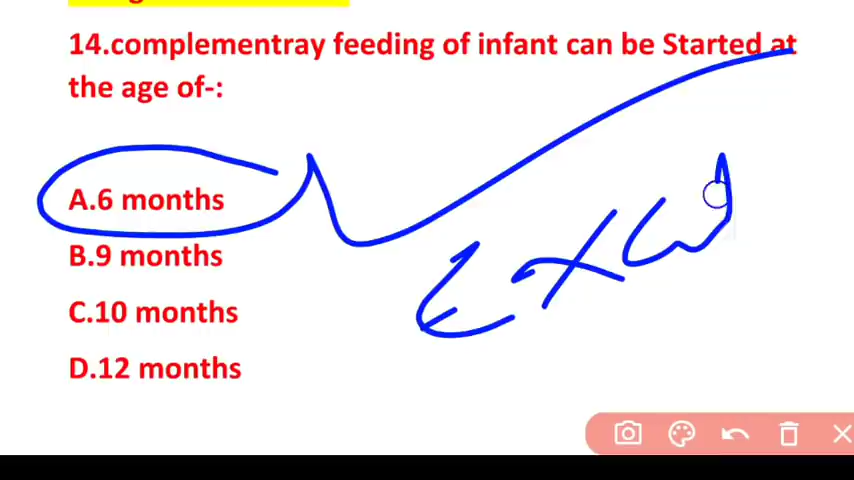 14.complementray feeding of infant can be Started at
the age of-:
A.6 months
B.9 months
C.10 months
D.12 months